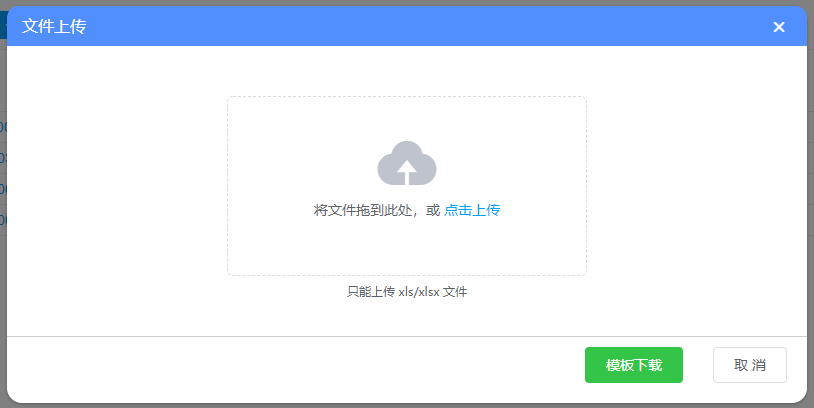 文件上传
将文件拖到此处，或 点击上传
只能上传 xls/xlsx 文件
模板下载
取 消